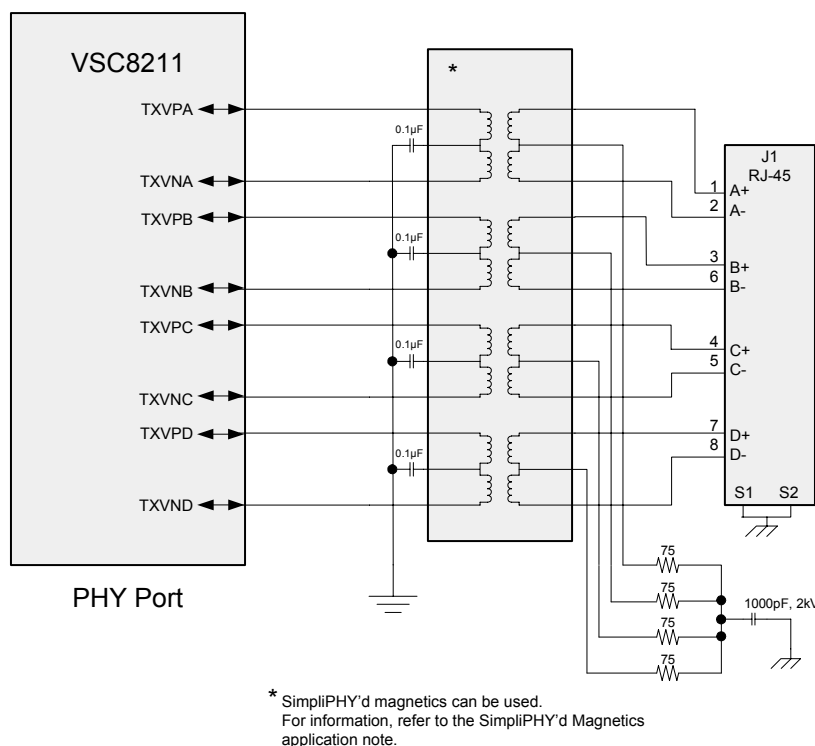 VSC8211
TXVPA
TXVNA
TXVPB
TXVNB
TXVPC
TXVNC
TXVPD
TXVND
PHY Port
*
0.1µF
0.1µF
0.1µF
0.1µF
J1
RJ-45
1 A+
2 A-
3 B+
6 B-
4 C+
5 C-
7 D+
8 D-
S1 S2
75
75
75
75
1000pF, 2kV
* SimpliPHY'd magnetics can be used.
For information, refer to the SimpliPHY'd Magnetics
application note.